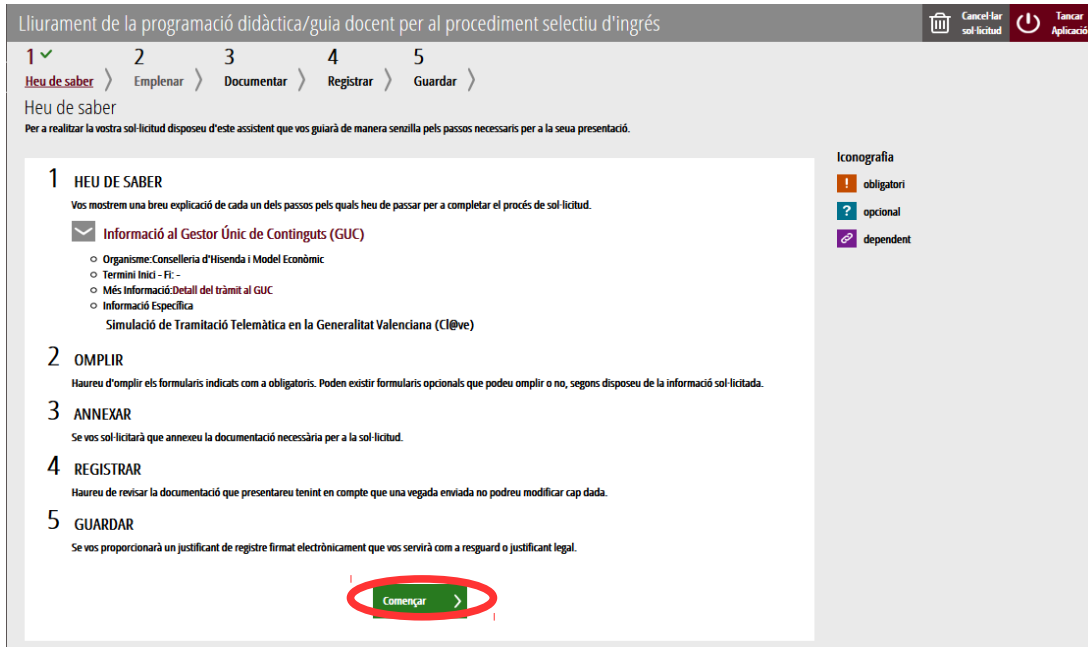 Lliurament de la programació didàctica/guia docent per al procediment selectiu d'ingrés
Cancel·lar sol·licitud
Tancar Aplicació
1 2 3 4 5
Heu de saber Emplenar Documentar Registrar Guardar
Heu de saber
Per a realitzar la vostra sol·licitud disposeu d'este assistent que vos guiarà de manera senzilla pels passos necessaris per a la seua presentació.
Iconografia
! obligatori
? opcional
dependent
1 HEU DE SABER
Vos mostrem una breu explicació de cada un dels passos pels quals heu de passar per a completar el procés de sol·licitud.
Informació al Gestor Únic de Continguts (GUC)
Organisme:Conselleria d'Hisenda i Model Econòmic
Termini Inici - Fi: -
Més Informació:Detall del tràmit al GUC
Informació Específica
Simulació de Tramitació Telemàtica en la Generalitat Valenciana (Cl@ve)
2 OMPLIR
Haureu d'omplir els formularis indicats com a obligatoris. Poden existir formularis opcionals que podeu omplir o no, segons disposeu de la informació sol·licitada.
3 ANNEXAR
Se vos sol·licitarà que annexeu la documentació necessària per a la sol·licitud.
4 REGISTRAR
Haureu de revisar la documentació que presentareu tenint en compte que una vegada enviada no podreu modificar cap dada.
5 GUARDAR
Se vos proporcionarà un justificant de registre firmat electrònicament que vos servirà com a resguard o justificant legal.
Començar